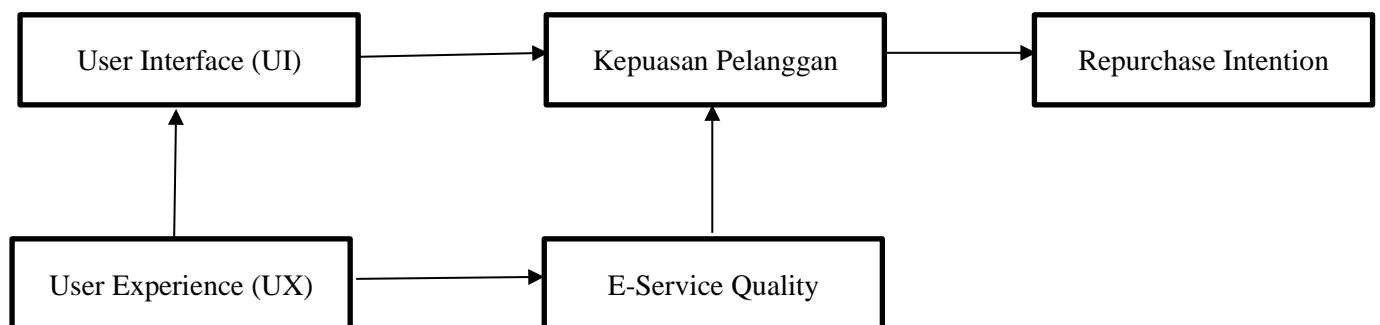 User Interface (UI)
Kepuasan Pelanggan
Repurchase Intention
User Experience (UX)
E-Service Quality